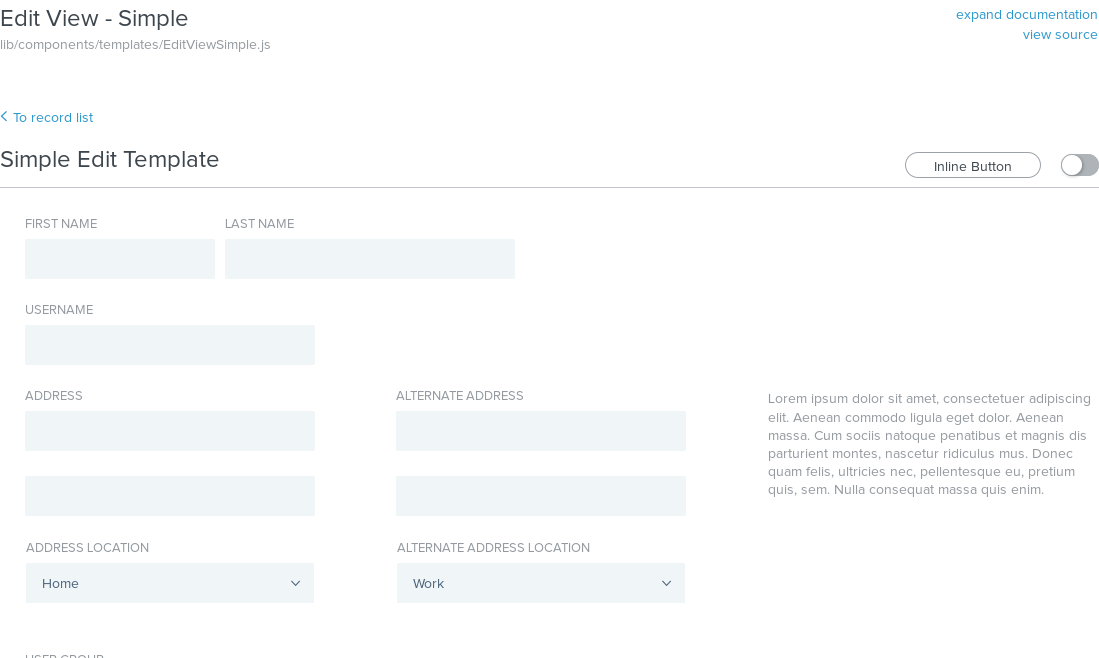 Edit View - Simple
expand documentation
lib/components/templates/EditViewSimple.js
view source
To record list
Simple Edit Template
Inline Button
FIRST NAME
LAST NAME
USERNAME
ADDRESS
ALTERNATE ADDRESS
Lorem ipsum dolor sit amet, consectetuer adipiscing
elit. Aenean commodo ligula eget dolor. Aenean
massa. Cum sociis natoque penatibus et magnis dis
parturient montes, nascetur ridiculus mus. Donec
quam felis, ultricies nec, pellentesque eu, pretium
quis, sem. Nulla consequat massa quis enim.
ADDRESS LOCATION
ALTERNATE ADDRESS LOCATION
Home
Work
USER GROUP